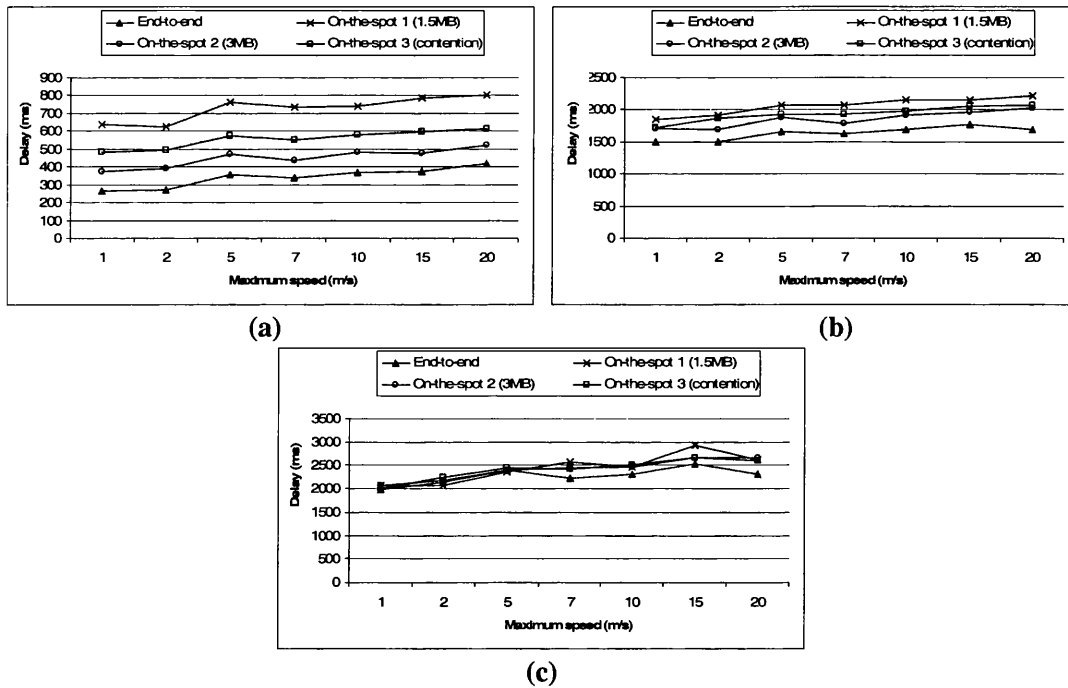 End-to-end
On-the-spot 1 (1.5MB)
On-the-spot 2 (3MB)
On-the-spot 3 (contention)
Delay (ms)
900
800
700
600
500
400
300
200
100
0
1 2 5 7 10 15 20
Maximum speed (m/s)
(a)
End-to-end
On-the-spot 1 (1.5MB)
On-the-spot 2 (3MB)
On-the-spot 3 (contention)
Delay (ms)
2500
2000
1500
1000
500
0
1 2 5 7 10 15 20
Maximum speed (m/s)
(b)
End-to-end
On-the-spot 1 (1.5MB)
On-the-spot 2 (3MB)
On-the-spot 3 (contention)
Delay (ms)
3500
3000
2500
2000
1500
1000
500
0
1 2 5 7 10 15 20
Maximum speed (m/s)
(c)